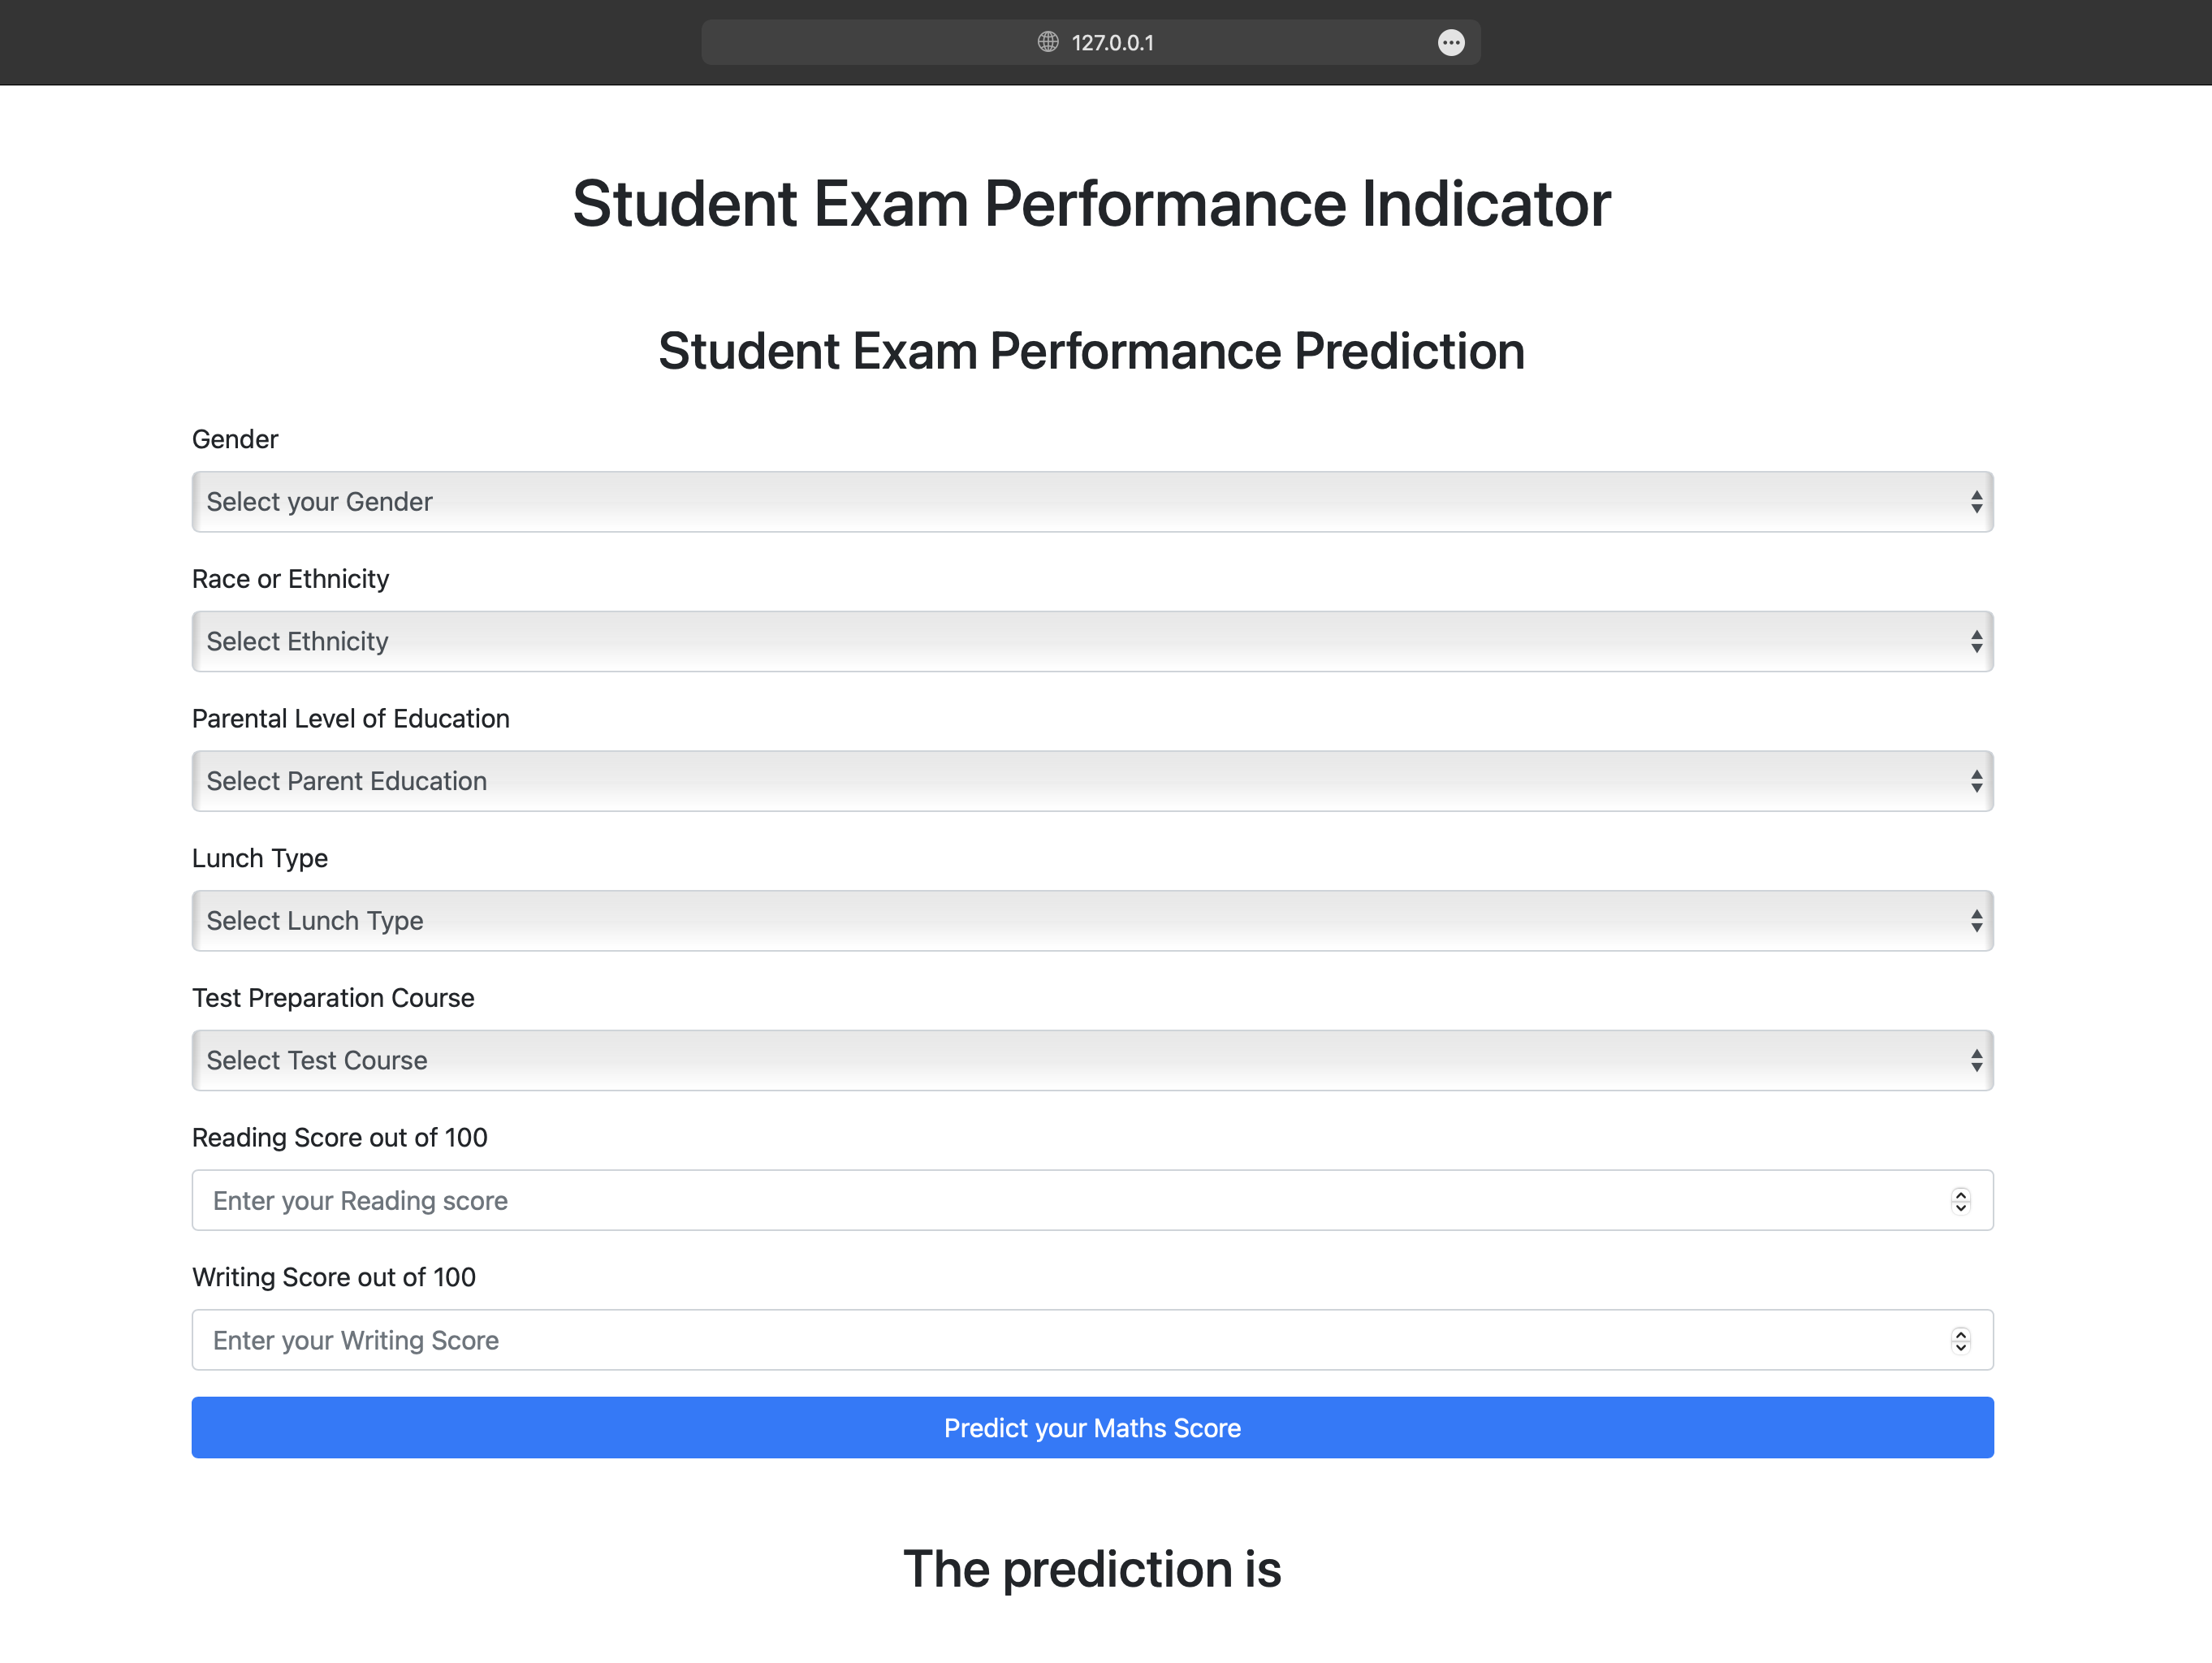 127.0.0.1
Student Exam Performance Indicator
Student Exam Performance Prediction
Gender
Select your Gender
Race or Ethnicity
Select Ethnicity
Parental Level of Education
Select Parent Education
Lunch Type
Select Lunch Type
Test Preparation Course
Select Test Course
Reading Score out of 100
Enter your Reading score
Writing Score out of 100
Enter your Writing Score
Predict your Maths Score
The prediction is